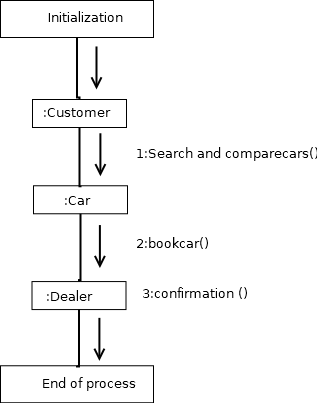 Initialization
:Customer
1:Search and comparecars()
:Car
2:bookcar()
:Dealer
3:confirmation ()
End of process